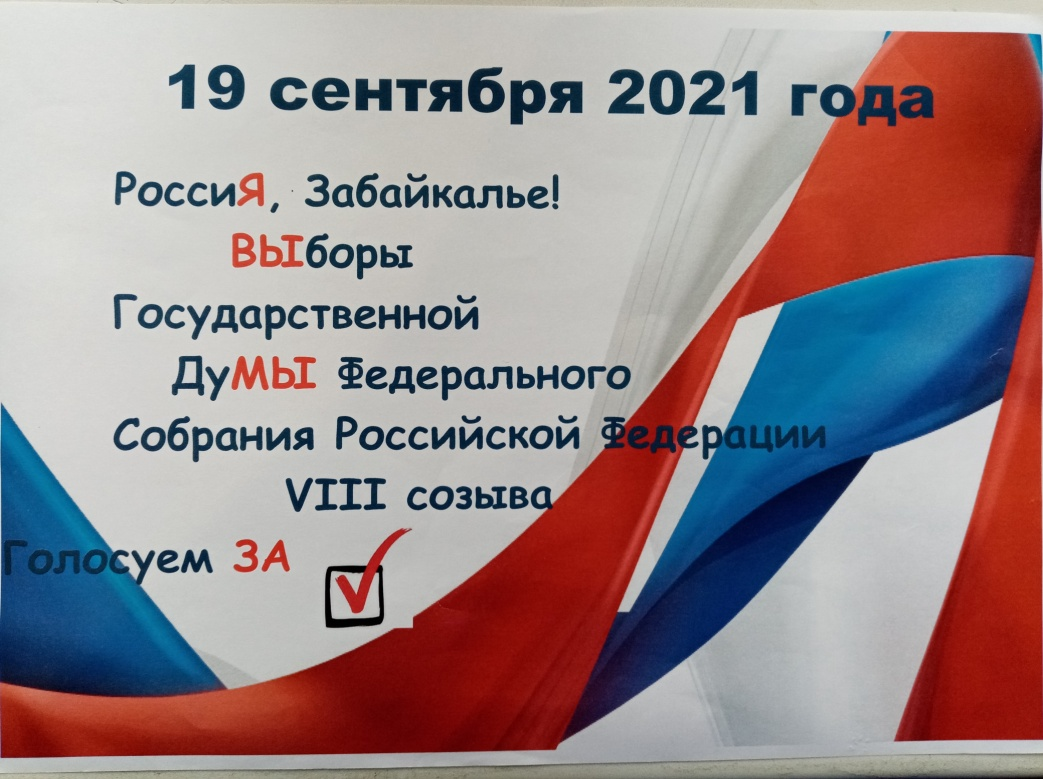 19 сентября 2021 года
РоссиЯ, Забайкалье!
ВЫборы
Государственной
ДуМЫ Федерального
Собрания Российской Федерации
VIII созыва
Голосуем ЗА